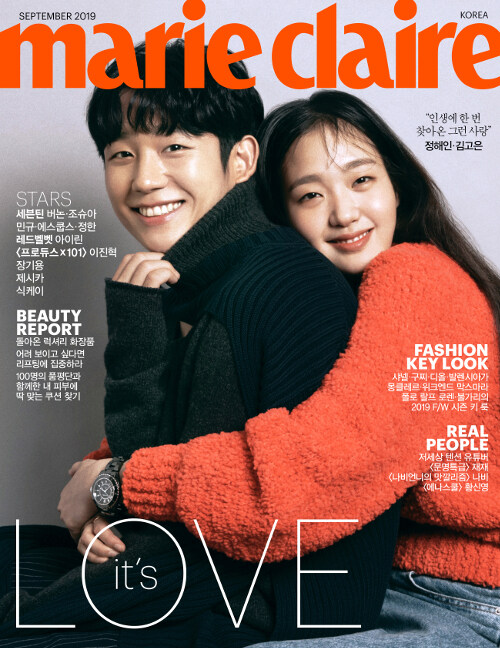 SEPTEMBER 2019
KOREA
marie claire
"인생에 한 번
찾아온 그런 사랑"
정해인·김고은
STARS
세븐틴 버논·조슈아
민규·에스쿱스·정한
레드벨벳 아이린
〈프로듀스X101〉 이진혁
장기용
제시카
식케이
BEAUTY
REPORT
돌아온 럭셔리 화장품
어려 보이고 싶다면
리프팅에 집중하라
100명의 품평단과
함께한 내 피부에
딱 맞는 쿠션 찾기
FASHION
KEY LOOK
샤넬·구찌·디올·발렌시아가
몽클레르·위크엔드 막스마라
폴로 랄프 로렌·불가리의
2019 F/W 시즌 키 룩
REAL
PEOPLE
저세상 텐션 유튜버
〈문명특급〉 재재
〈나비언니의 맛깔리즘〉 나비
〈에나스쿨〉 황신영
it's
LOVE